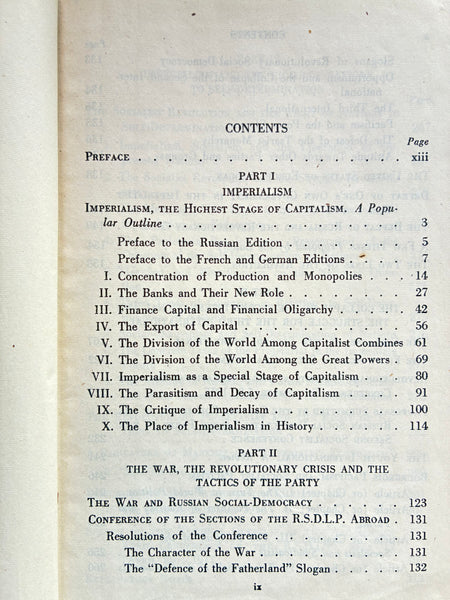 CONTENTS
Page
PREFACE . . . . . . . . . . . . . . . . xiii
PART I
IMPERIALISM
IMPERIALISM, THE HIGHEST STAGE OF CAPITALISM. A Popu-
lar Outline . . . . . . . . . . . . . . . 3
Preface to the Russian Edition . . . . . . . . 5
Preface to the French and German Editions . . . . 7
I. Concentration of Production and Monopolies . . . 14
II. The Banks and Their New Role . . . . . . . 27
III. Finance Capital and Financial Oligarchy . . . . . 42
IV. The Export of Capital . . . . . . . . . . 56
V. The Division of the World Among Capitalist Combines 61
VI. The Division of the World Among the Great Powers . 69
VII. Imperialism as a Special Stage of Capitalism . . . 80
VIII. The Parasitism and Decay of Capitalism . . . . 91
IX. The Critique of Imperialism . . . . . . . . 100
X. The Place of Imperialism in History . . . . . . 114
PART II
THE WAR, THE REVOLUTIONARY CRISIS AND THE
TACTICS OF THE PARTY
THE WAR AND RUSSIAN SOCIAL-DEMOCRACY . . . . . . 123
CONFERENCE OF THE SECTIONS OF THE R.S.D.L.P. ABROAD . 131
Resolutions of the Conference . . . . . . . . 131
The Character of the War . . . . . . . . . 131
The "Defence of the Fatherland" Slogan . . . . . 132
ix